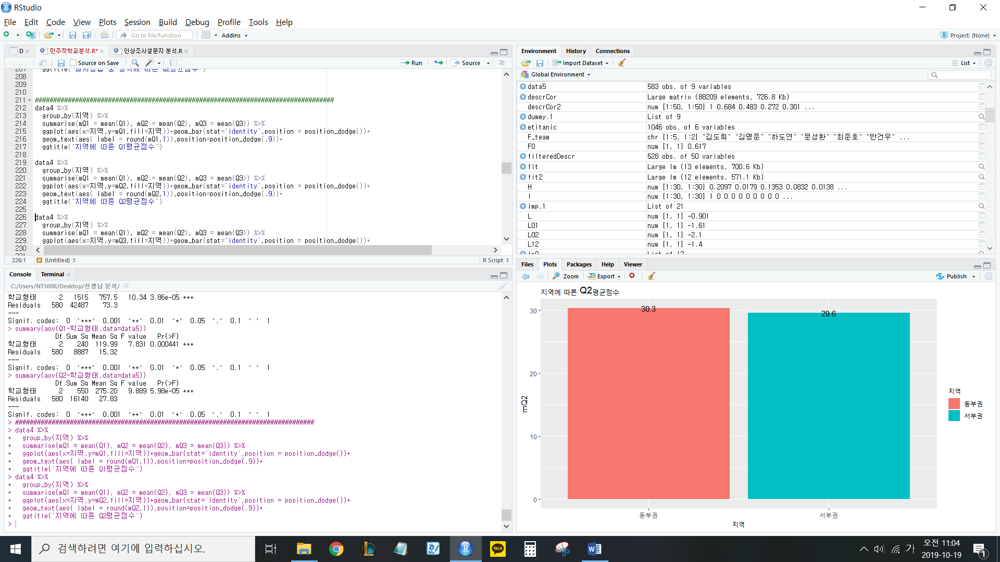 RStudio
File Edit Code View Plots Session Build Debug Profile Tools Help
Go to file/function Addins Project: (None)
D 민주적학교분석.R* 인상조사설문지 분석.R
Source on Save Run Source
207 ggtitle('교사방법 중 방식에 따른 Q2평균점수')
208
209
210
211 ##################################################################################
212 data4 %>%
213 group_by(지역) %>%
214 summarise(mQ1 = mean(Q1), mQ2 = mean(Q2), mQ3 = mean(Q3)) %>%
215 ggplot(aes(x=지역,y=mQ1,fill=지역))+geom_bar(stat='identity',position = position_dodge())+
216 geom_text(aes( label = round(mQ1,1)),position=position_dodge(.9))+
217 ggtitle('지역에 따른 Q1평균점수')
218
219 data4 %>%
220 group_by(지역) %>%
221 summarise(mQ1 = mean(Q1), mQ2 = mean(Q2), mQ3 = mean(Q3)) %>%
222 ggplot(aes(x=지역,y=mQ2,fill=지역))+geom_bar(stat='identity',position = position_dodge())+
223 geom_text(aes( label = round(mQ2,1)),position=position_dodge(.9))+
224 ggtitle('지역에 따른 Q2평균점수')
225
226 data4 %>%
227 group_by(지역) %>%
228 summarise(mQ1 = mean(Q1), mQ2 = mean(Q2), mQ3 = mean(Q3)) %>%
229 ggplot(aes(x=지역,y=mQ3,fill=지역))+geom_bar(stat='identity',position = position_dodge())+
230
226:1 (Untitled) R Script
Console Terminal
C:/Users/NT500R/Desktop/선생님 분석/
학교형태 2 1515 757.5 10.34 3.86e-05 ***
Residuals 580 42487 73.3
---
Signif. codes: 0 ‘***’ 0.001 ‘**’ 0.01 ‘*’ 0.05 ‘.’ 0.1 ‘ ’ 1
> summary(aov(Q1~학교형태,data=data5))
Df Sum Sq Mean Sq F value Pr(>F)
학교형태 2 240 119.99 7.831 0.000441 ***
Residuals 580 8887 15.32
---
Signif. codes: 0 ‘***’ 0.001 ‘**’ 0.01 ‘*’ 0.05 ‘.’ 0.1 ‘ ’ 1
> summary(aov(Q2~학교형태,data=data5))
Df Sum Sq Mean Sq F value Pr(>F)
학교형태 2 550 275.20 9.889 5.98e-05 ***
Residuals 580 16140 27.83
---
Signif. codes: 0 ‘***’ 0.001 ‘**’ 0.01 ‘*’ 0.05 ‘.’ 0.1 ‘ ’ 1
> ##################################################################################
> data4 %>%
+ group_by(지역) %>%
+ summarise(mQ1 = mean(Q1), mQ2 = mean(Q2), mQ3 = mean(Q3)) %>%
+ ggplot(aes(x=지역,y=mQ1,fill=지역))+geom_bar(stat='identity',position = position_dodge())+
+ geom_text(aes( label = round(mQ1,1)),position=position_dodge(.9))+
+ ggtitle('지역에 따른 Q1평균점수')
> data4 %>%
+ group_by(지역) %>%
+ summarise(mQ1 = mean(Q1), mQ2 = mean(Q2), mQ3 = mean(Q3)) %>%
+ ggplot(aes(x=지역,y=mQ2,fill=지역))+geom_bar(stat='identity',position = position_dodge())+
+ geom_text(aes( label = round(mQ2,1)),position=position_dodge(.9))+
+ ggtitle('지역에 따른 Q2평균점수')
>
Environment History Connections
Import Dataset List
Global Environment
data5 583 obs. of 9 variables
descrCor Large matrix (88209 elements, 726.8 Kb)
descrCor2 num [1:50, 1:50] 1 0.684 0.483 0.272 0.301 ...
dummy.1 List of 9
etitanic 1046 obs. of 6 variables
F_team chr [1:5, 1:2] "김도희" "김명준" "하도연" "문성환" "최준호" "반건우" ...
F0 num [1, 1] 0.617
filteredDescr 528 obs. of 50 variables
fit Large lm (13 elements, 700.6 Kb)
fit2 Large lm (12 elements, 571.1 Kb)
H num [1:30, 1:30] 0.2097 0.0179 0.1353 0.0832 0.0138 ...
I num [1:30, 1:30] 1 0 0 0 0 0 0 0 0 0 ...
imp.1 List of 21
L num [1, 1] -0.901
L01 num [1, 1] -1.61
L02 num [1, 1] -2.1
L12 num [1, 1] -1.4
List of 12
Files Plots Packages Help Viewer
Zoom Export Publish
지역에 따른 Q2평균점수
30.3
29.6
30
20
10
0
mQ2
동부권 서부권
지역
지역
동부권
서부권
검색하려면 여기에 입력하십시오.
TALK
가
오전 11:04
2019-10-19
1